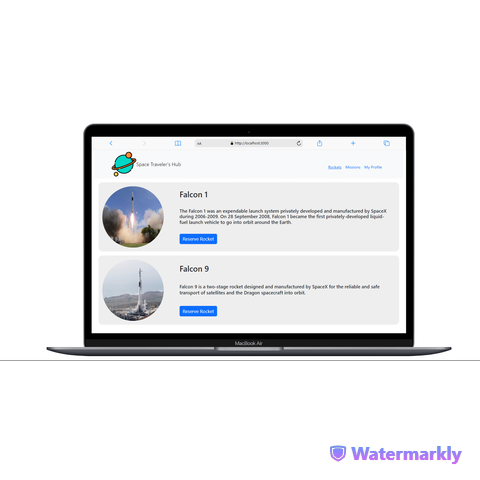 http://localhost:3000
Space Traveler's Hub
Rockets Missions My Profile
Falcon 1
The Falcon 1 was an expendable launch system privately developed and manufactured by SpaceX
during 2006-2009. On 28 September 2008, Falcon 1 became the first privately-developed liquid-
fuel launch vehicle to go into orbit around the Earth.
Reserve Rocket
Falcon 9
Falcon 9 is a two-stage rocket designed and manufactured by SpaceX for the reliable and safe
transport of satellites and the Dragon spacecraft into orbit.
Reserve Rocket
MacBook Air
Watermarkly